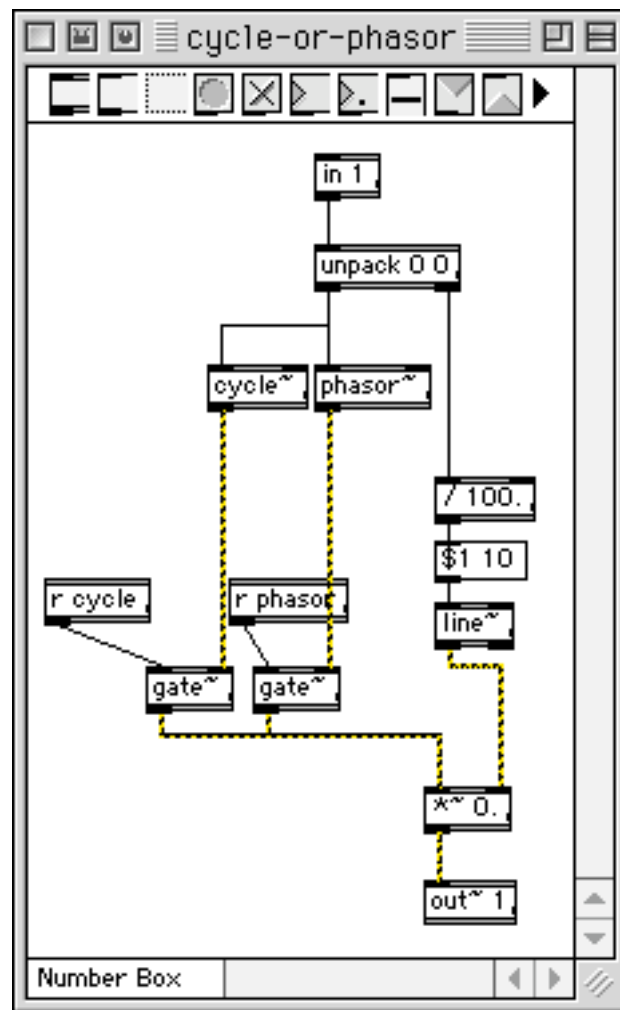 cycle-or-phasor
in 1
unpack 0 0
cycle~
phasor~
/ 100.
$1 10
r cycle
r phasor
line~
gate~
gate~
*~ 0.
out~ 1
Number Box